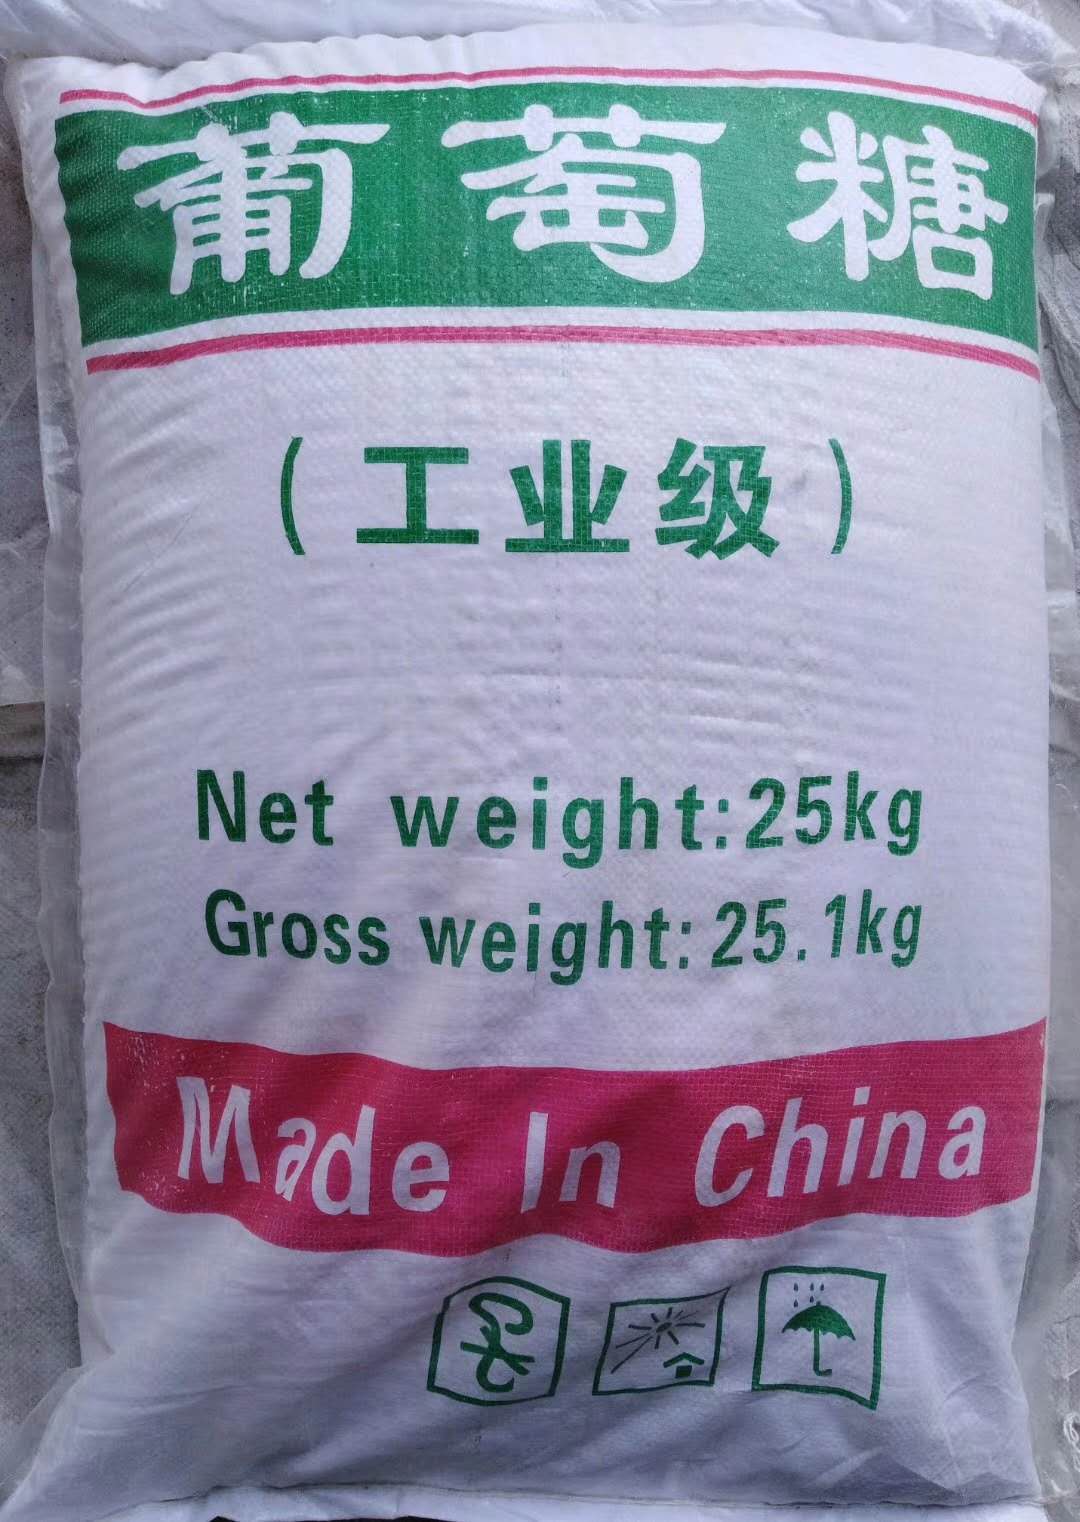 葡萄糖
（工业级）
Net weight:25kg
Gross weight:25.1kg
Made In China